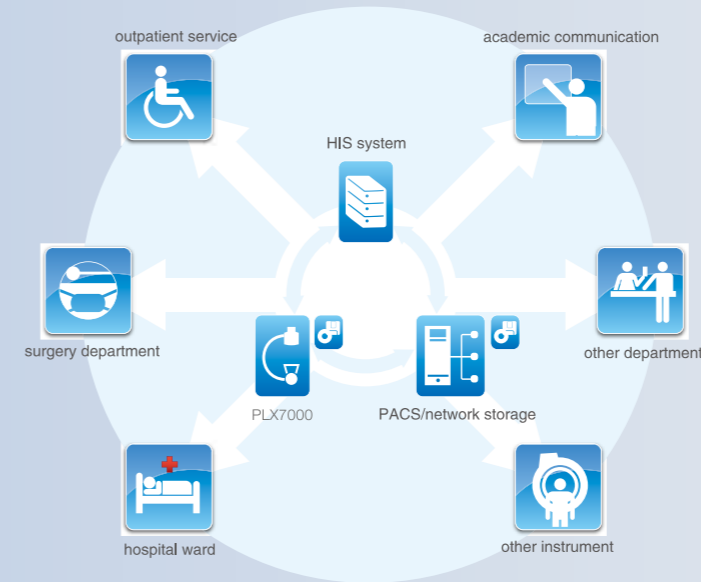 outpatient service
academic communication
HIS system
surgery department
other department
PLX7000
PACS/network storage
hospital ward
other instrument